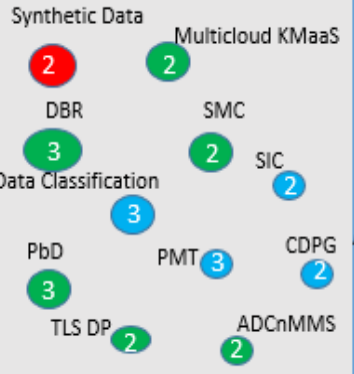 Synthetic Data
2
Multicloud KMaaS
2
DBR
3
SMC
2
SIC
2
Data Classification
3
PbD
3
PMT 3
CDPG
2
TLS DP 2
ADCnMMS
2